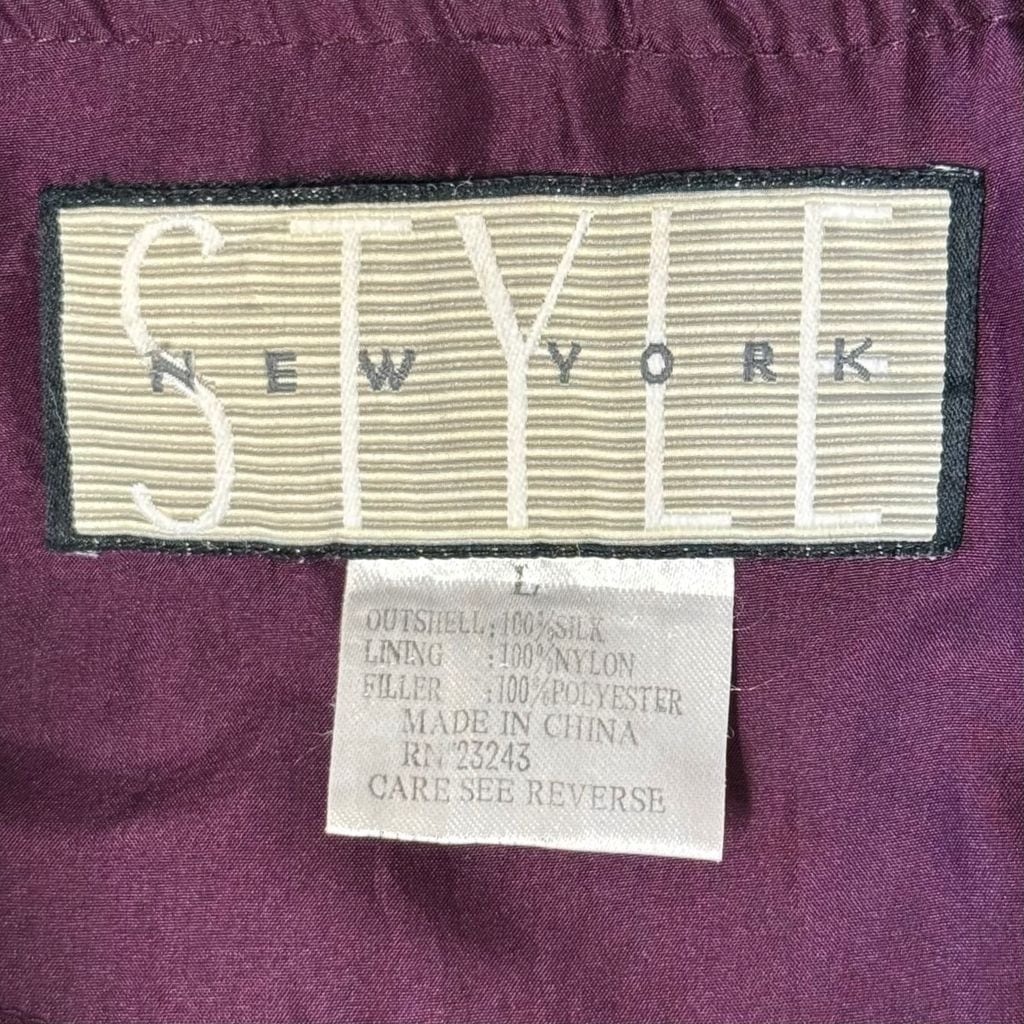 STYLE
NEW YORK
L
OUTSHELL:100%SILK
LINING :100%NYLON
FILLER :100%POLYESTER
MADE IN CHINA
RN#23243
CARE SEE REVERSE